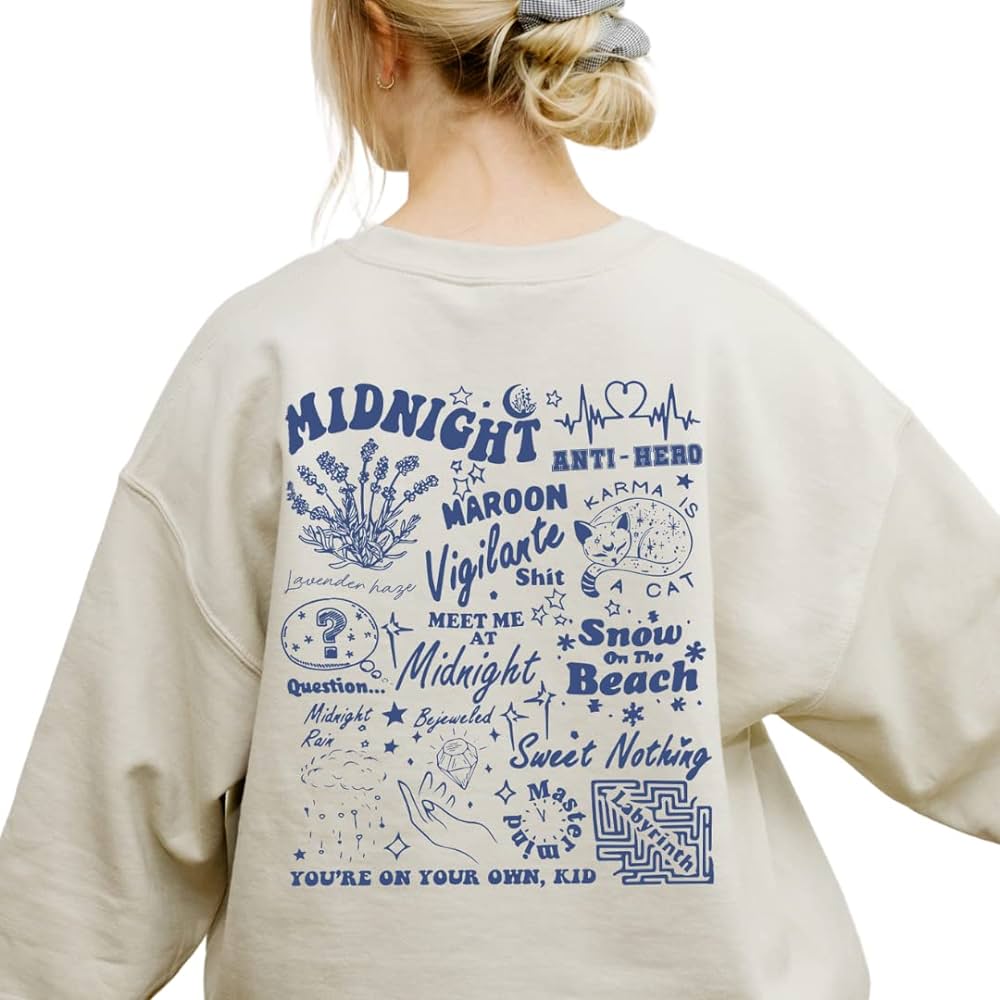 MIDNIGHT
ANTI-HERO
MAROON
KARMA IS
A CAT
Vigilante
Shit
Lavender haze
MEET ME
AT
Midnight
Snow
On The
Beach
?
Question...
Midnight
Rain
Bejeweled
Sweet Nothing
Mastermind
Labyrinth
YOU'RE ON YOUR OWN, KID